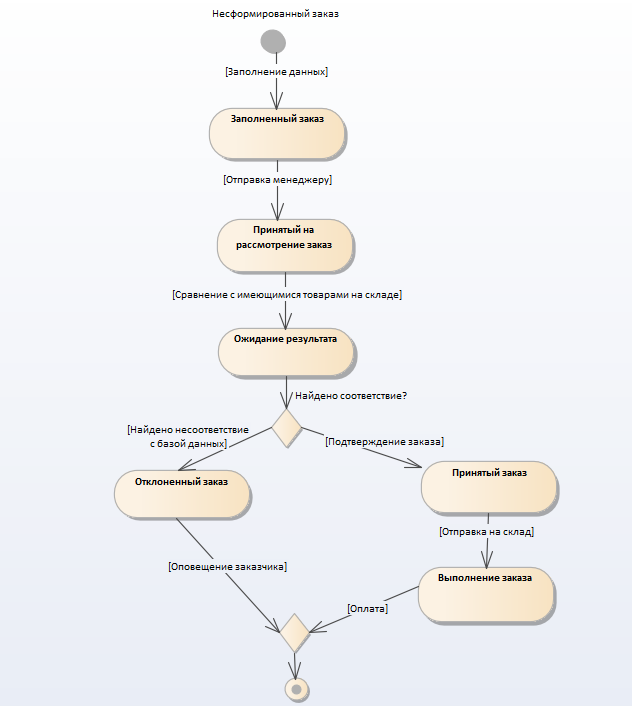 Несформированный заказ
[Заполнение данных]
Заполненный заказ
[Отправка менеджеру]
Принятый на
рассмотрение заказ
[Сравнение с имеющимися товарами на складе]
Ожидание результата
Найдено соответствие?
[Найдено несоответствие
с базой данных]
[Подтверждение заказа]
Отклоненный заказ
Принятый заказ
[Отправка на склад]
[Оповещение заказчика]
Выполнение заказа
[Оплата]